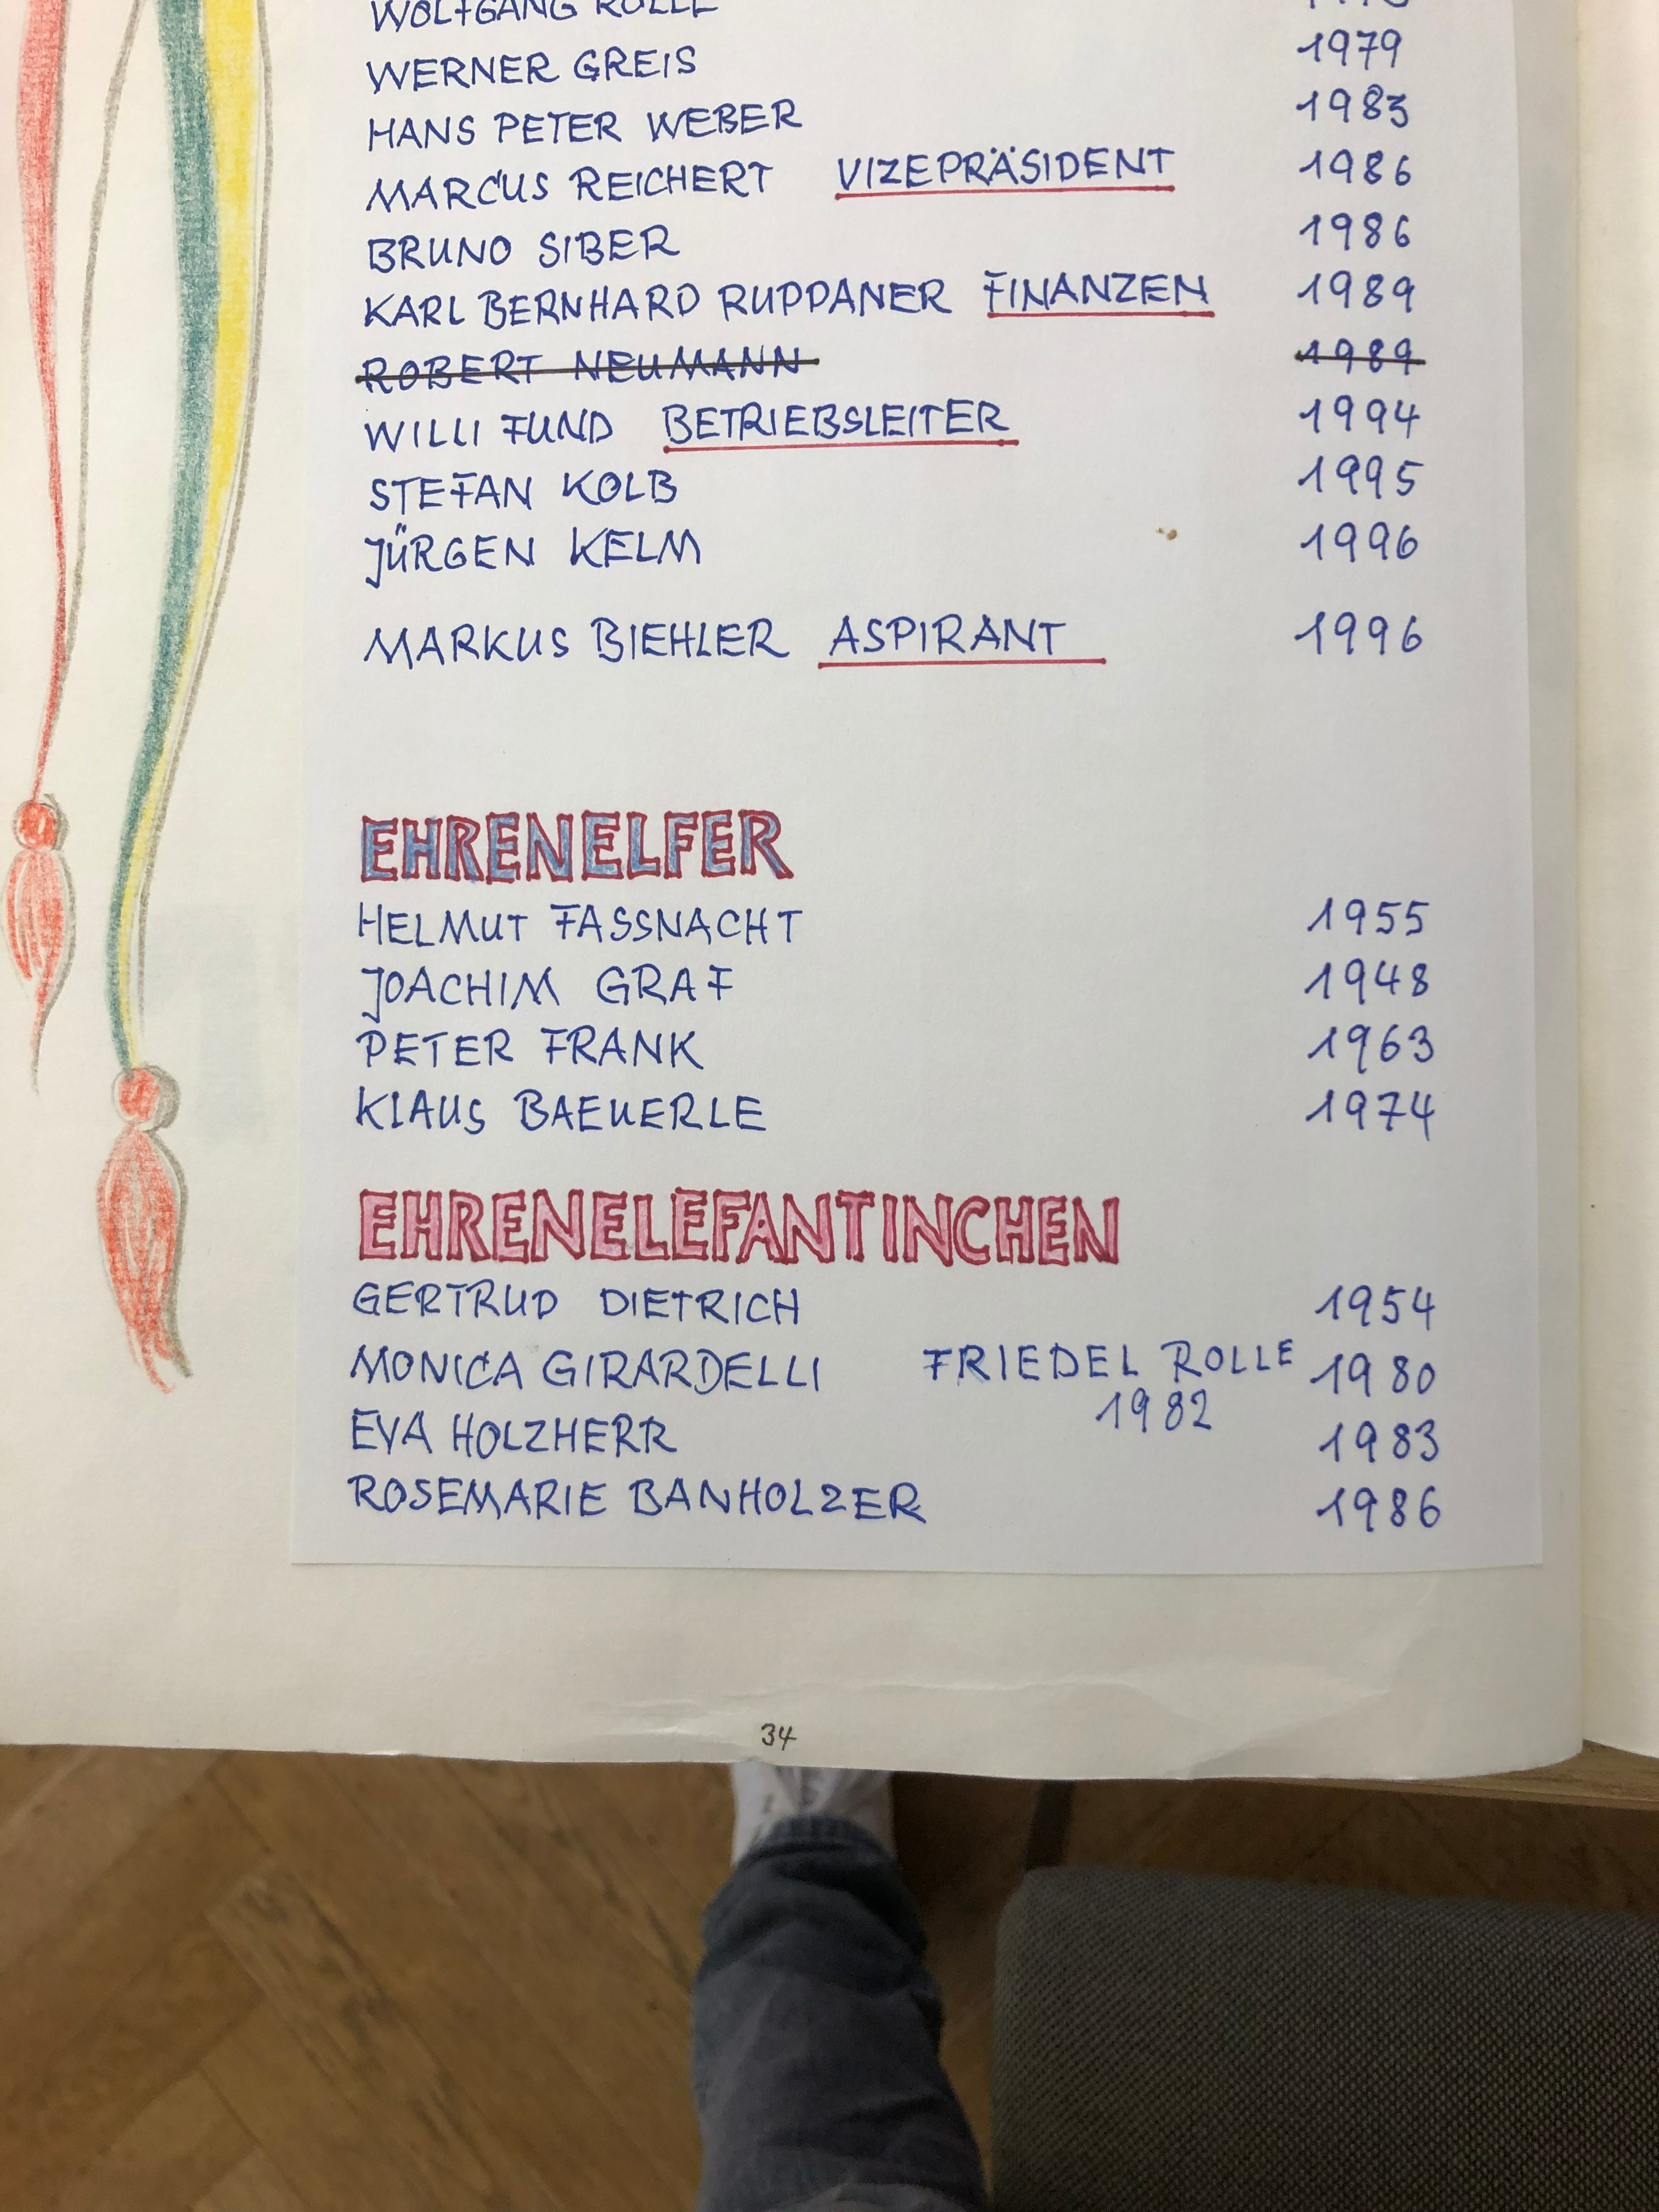 WOLFGANG ROLLE
WERNER GREIS 1979
HANS PETER WEBER 1983
MARCUS REICHERT VIZEPRÄSIDENT 1986
BRUNO SIBER 1986
KARL BERNHARD RUPPANER FINANZEN 1989
ROBERT NEUMANN 1989
WILLI FUND BETRIEBSLEITER 1994
STEFAN KOLB 1995
JÜRGEN KELM 1996
MARKUS BIEHLER ASPIRANT 1996
EHRENELFER
HELMUT FASSNACHT 1955
JOACHIM GRAF 1948
PETER FRANK 1963
KLAUS BAEUERLE 1974
EHRENELEFANTINCHEN
GERTRUD DIETRICH 1954
MONICA GIRARDELLI FRIEDEL ROLLE 1980
1982
EVA HOLZHERR 1983
ROSEMARIE BANHOLZER 1986
34